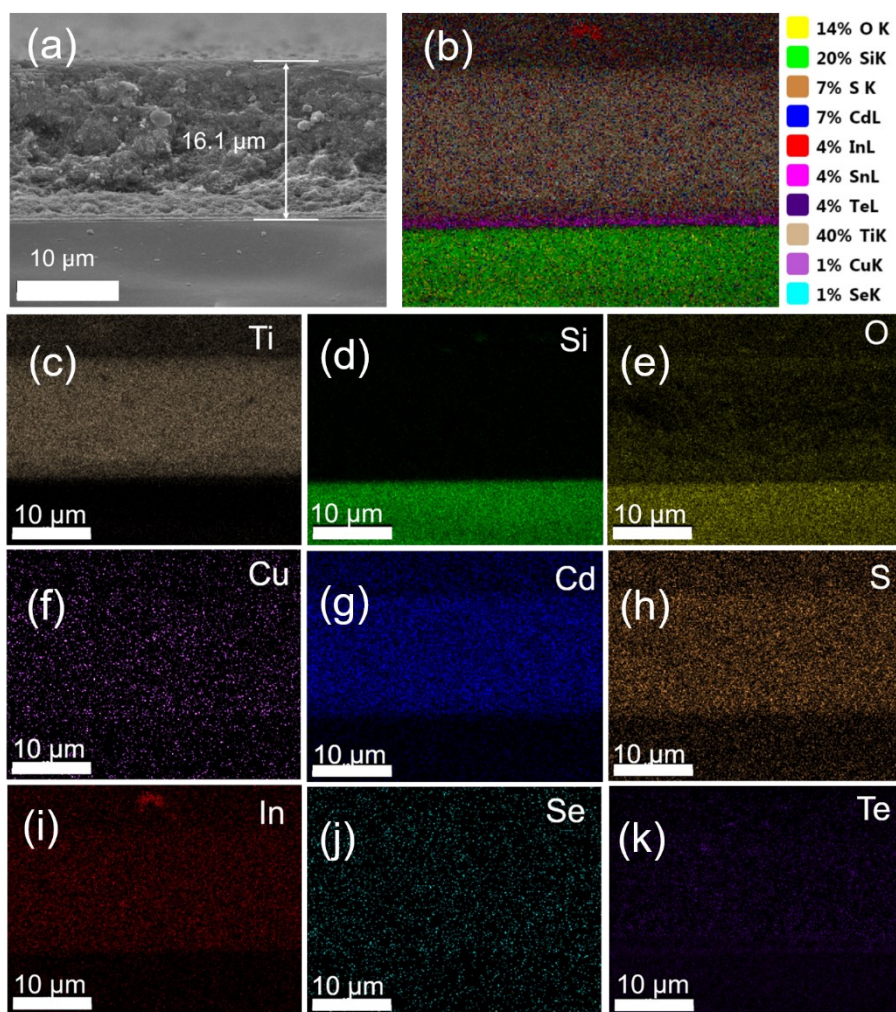 (a)
16.1 µm
10 µm
(b)
14% O K
20% SiK
7% S K
7% CdL
4% InL
4% SnL
4% TeL
40% TiK
1% CuK
1% SeK
(c)
Ti
10 µm
(d)
Si
10 µm
(e)
O
10 µm
(f)
Cu
10 µm
(g)
Cd
10 µm
(h)
S
10 µm
(i)
In
10 µm
(j)
Se
10 µm
(k)
Te
10 µm